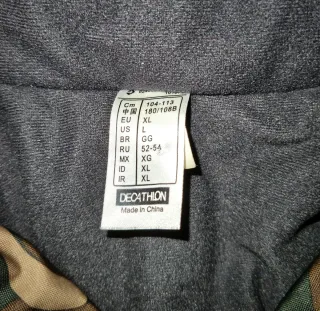 Cm 104-113
中国 180/108B
EU XL
US L
BR GG
RU 52-54
MX XG
ID XL
IR XL
DECATHLON
Made in China